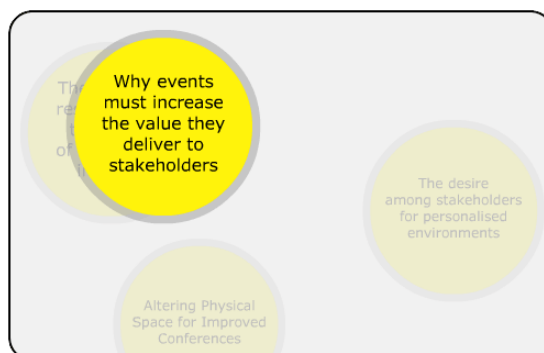 Why events
must increase
the value they
deliver to
stakeholders
The desire
among stakeholders
for personalised
environments
Altering Physical
Space for Improved
Conferences